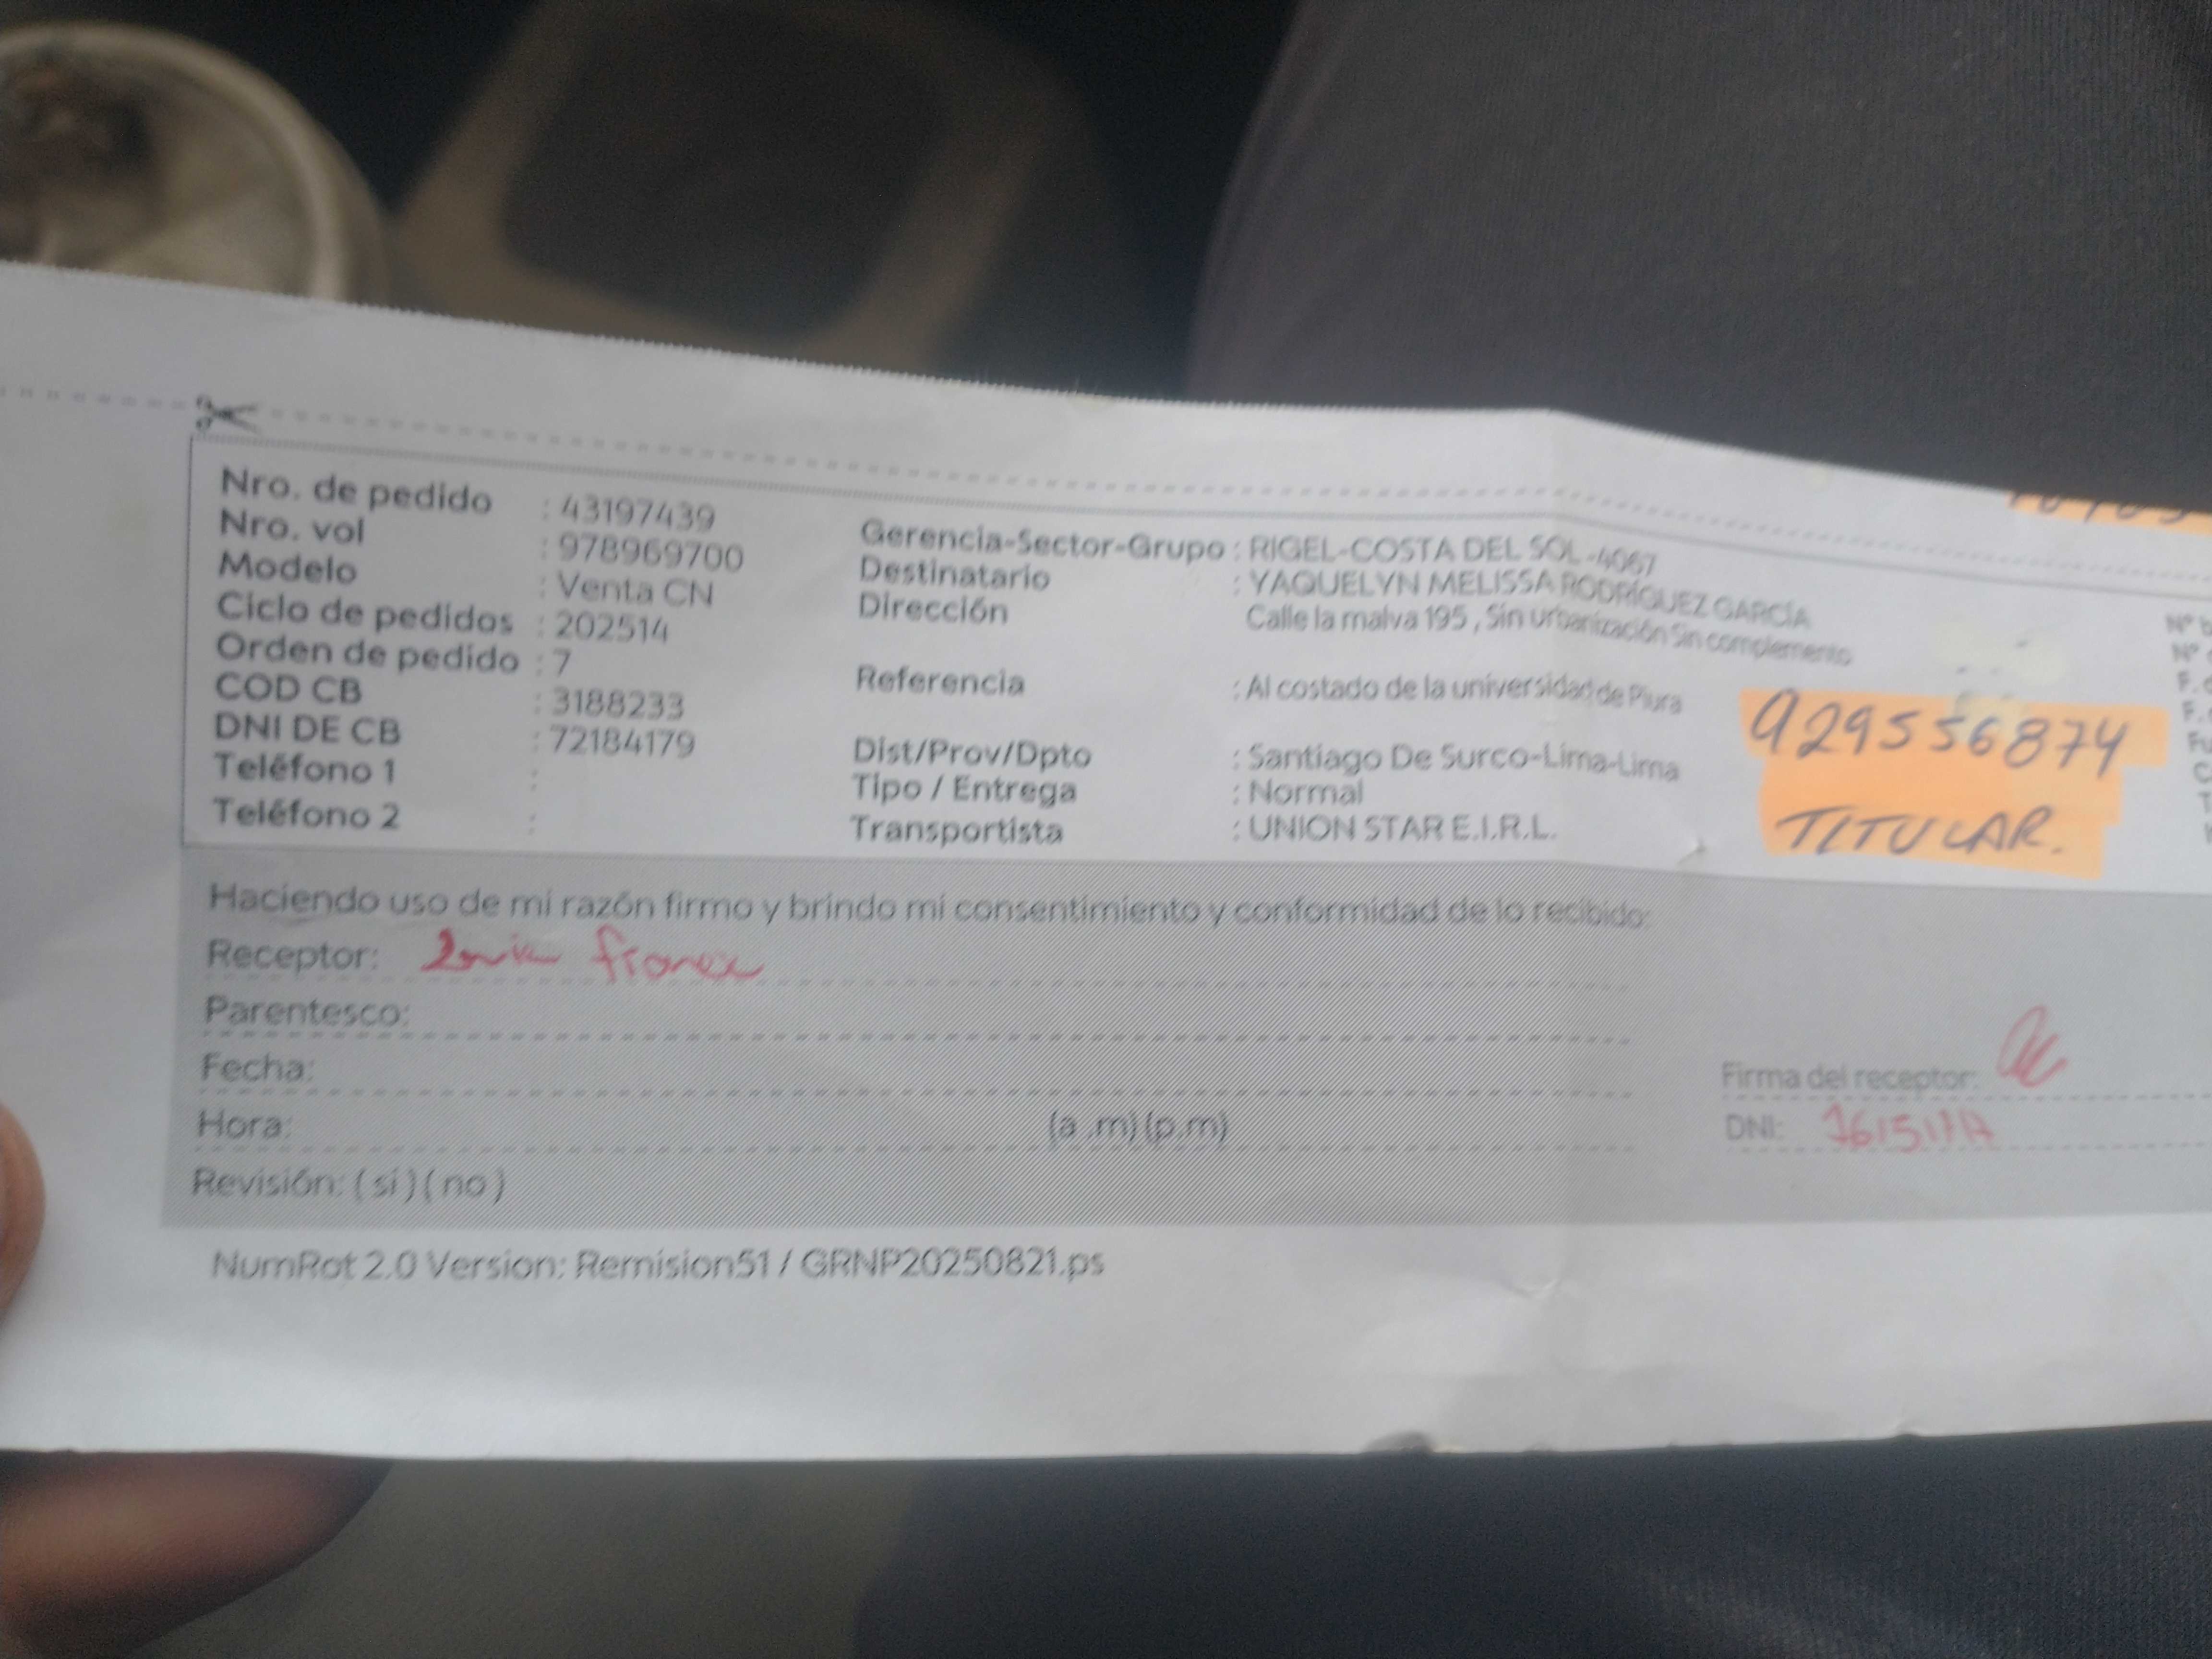 Nro. de pedido : 43197439
Nro. vol : 978969700
Modelo : Venta CN
Ciclo de pedidos : 202514
Orden de pedido : 7
COD CB : 3188233
DNI DE CB : 72184179
Teléfono 1 :
Teléfono 2 :
Gerencia-Sector-Grupo : RIGEL-COSTA DEL SOL-4067
Destinatario : YAQUELYN MELISSA RODRÍGUEZ GARCÍA
Dirección Calle la malva 195 , Sin urbanización Sin complemento
Referencia : Al costado de la universidad de Piura
Dist/Prov/Dpto : Santiago De Surco-Lima-Lima
Tipo / Entrega : Normal
Transportista : UNION STAR E.I.R.L.
929556874
TITULAR.
Haciendo uso de mi razón firmo y brindo mi consentimiento y conformidad de lo recibido:
Receptor:
Parentesco:
Fecha:
Hora: (a .m) (p.m)
Revisión: ( si ) ( no )
Firma del receptor:
DNI:
NumRot 2.0 Version: Remision51 / GRNP20250821.ps